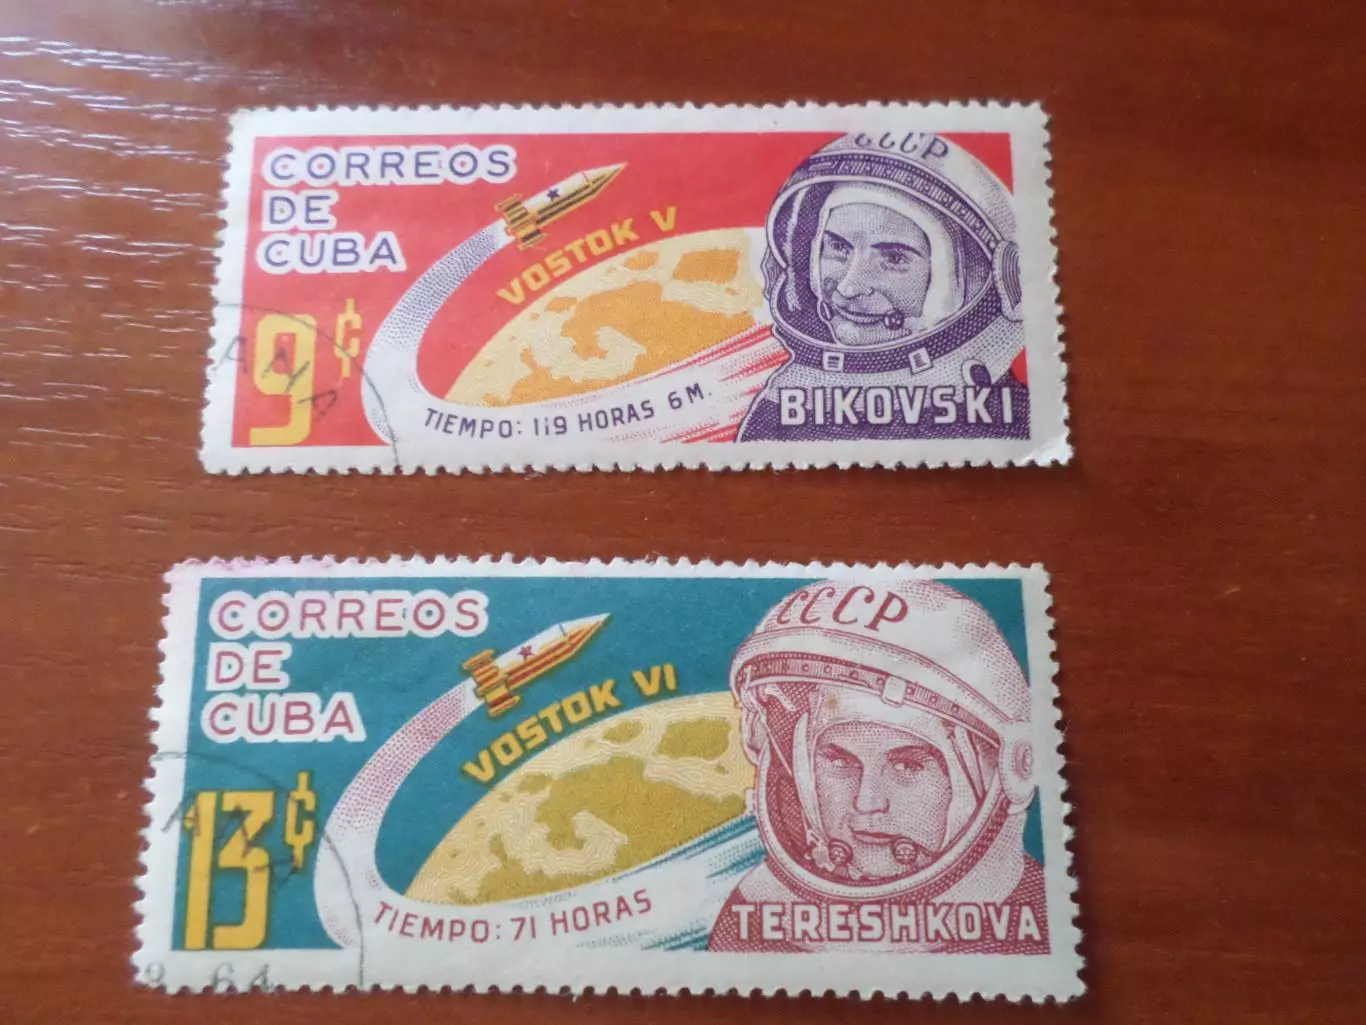 CORREOS
DE
CUBA
CCCP
VOSTOK V
9¢
TIEMPO: 119 HORAS 6 M.
BIKOVSKI
CORREOS
DE
CUBA
CCCP
VOSTOK VI
13¢
TIEMPO: 71 HORAS
TERESHKOVA
64